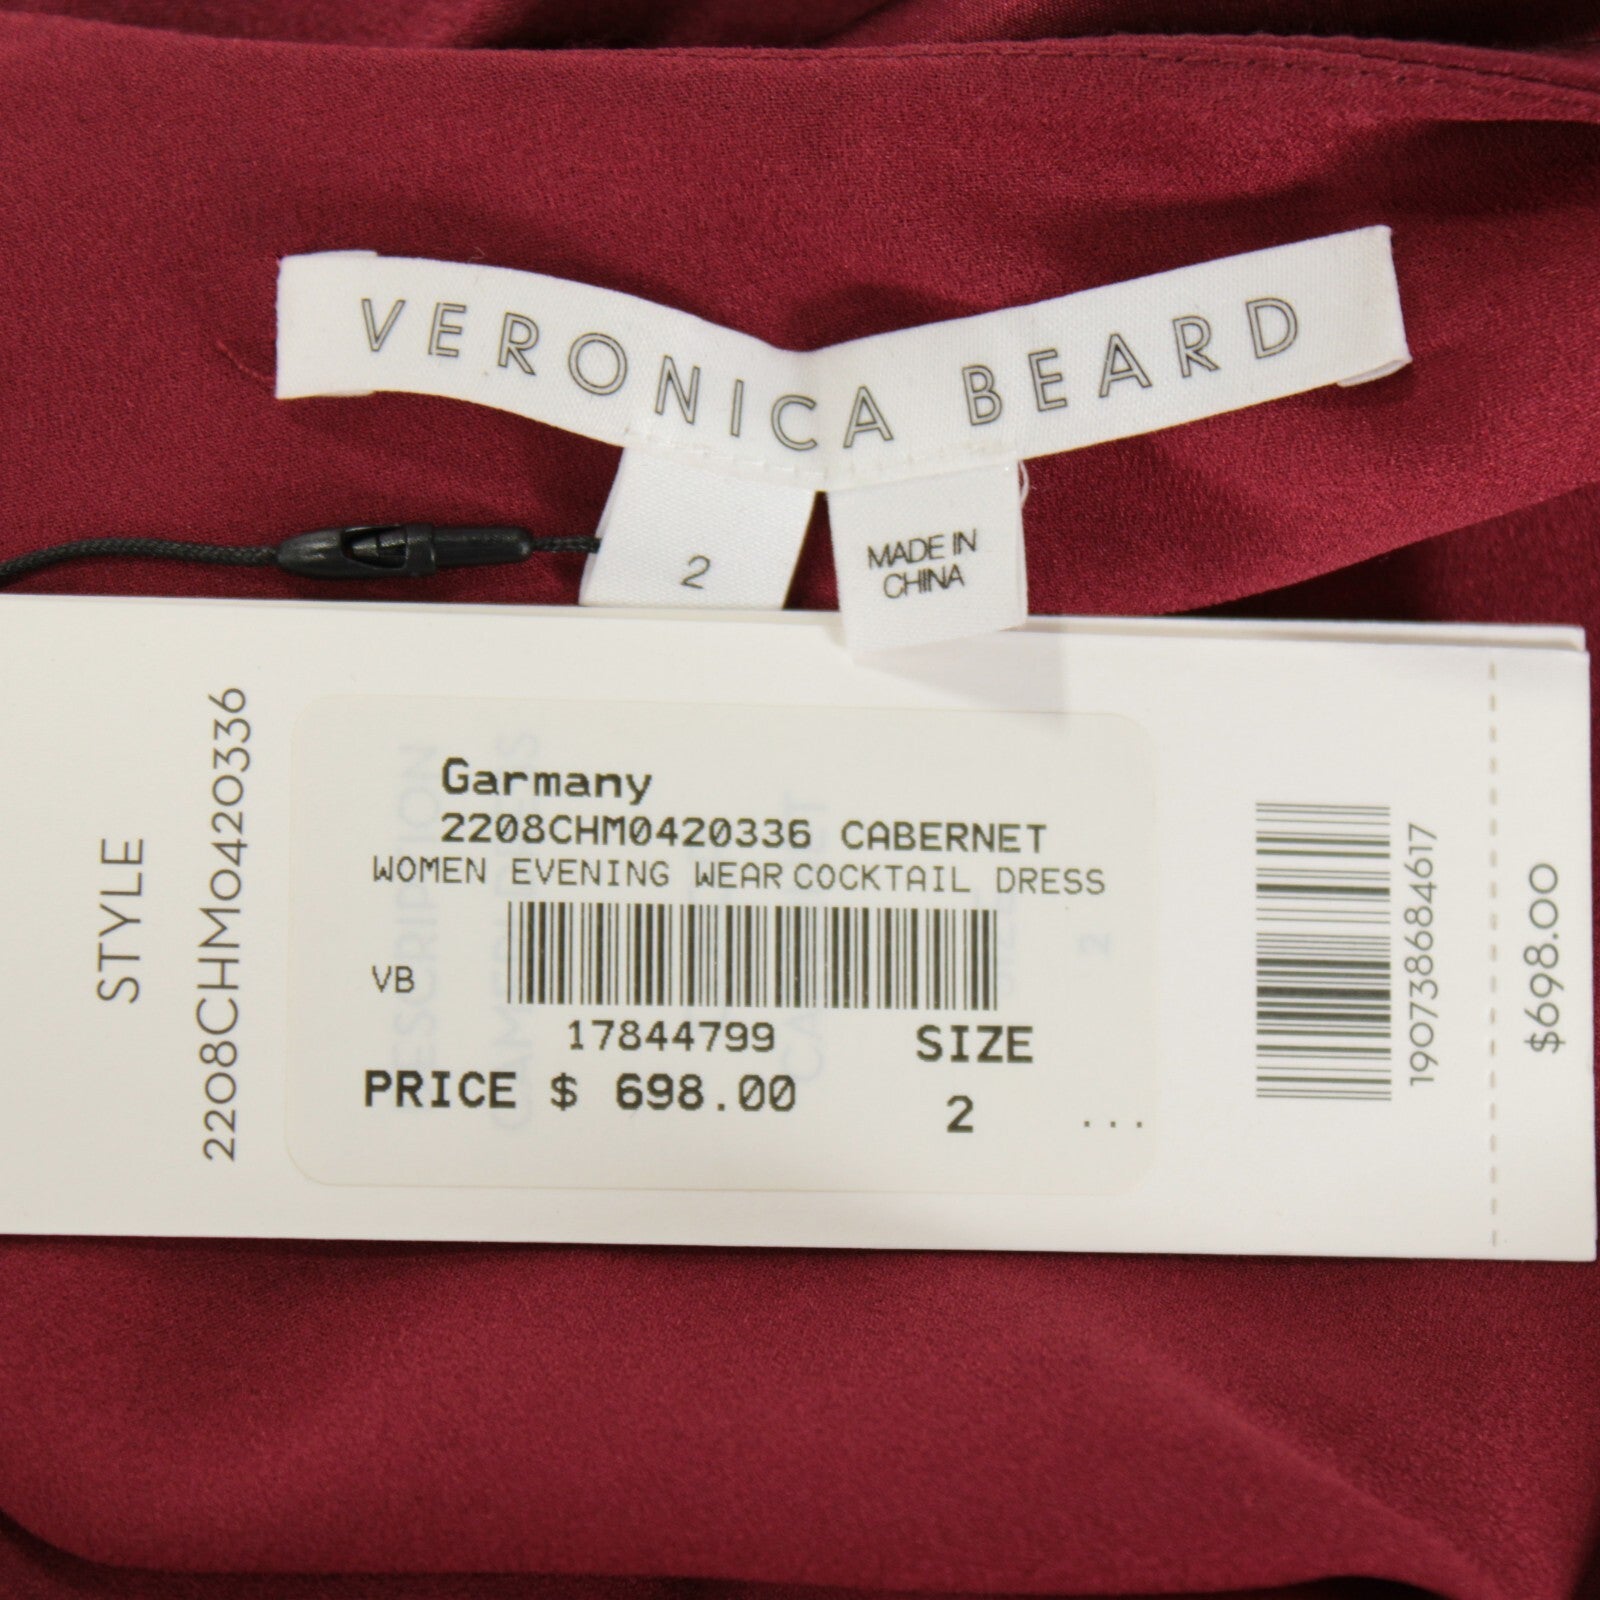 VERONICA BEARD
2
MADE IN
CHINA
STYLE
2208CHM0420336
Garmany
2208CHM0420336 CABERNET
WOMEN EVENING WEAR COCKTAIL DRESS
VB
17844799
SIZE
PRICE $ 698.00
2
...
190738684617
$698.00